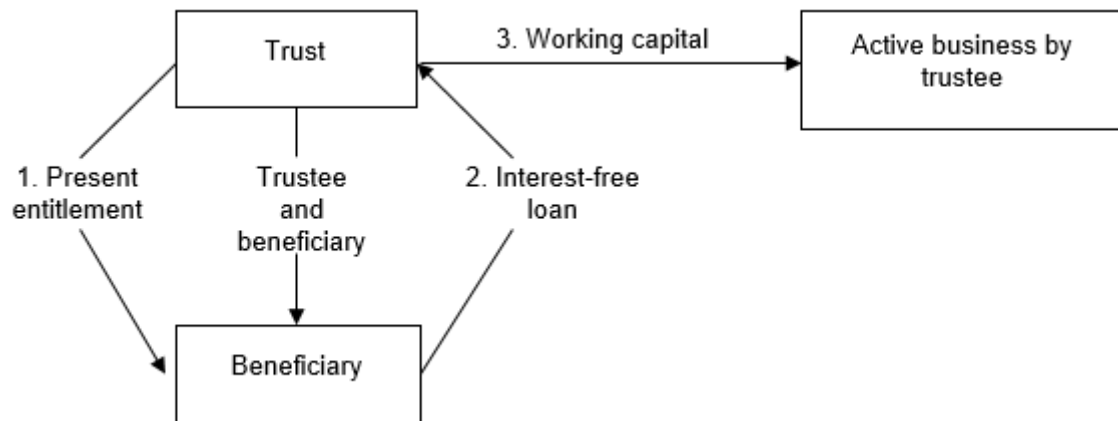 Trust
3. Working capital
Active business by
trustee
1. Present
entitlement
Trustee
and
beneficiary
2. Interest-free
loan
Beneficiary